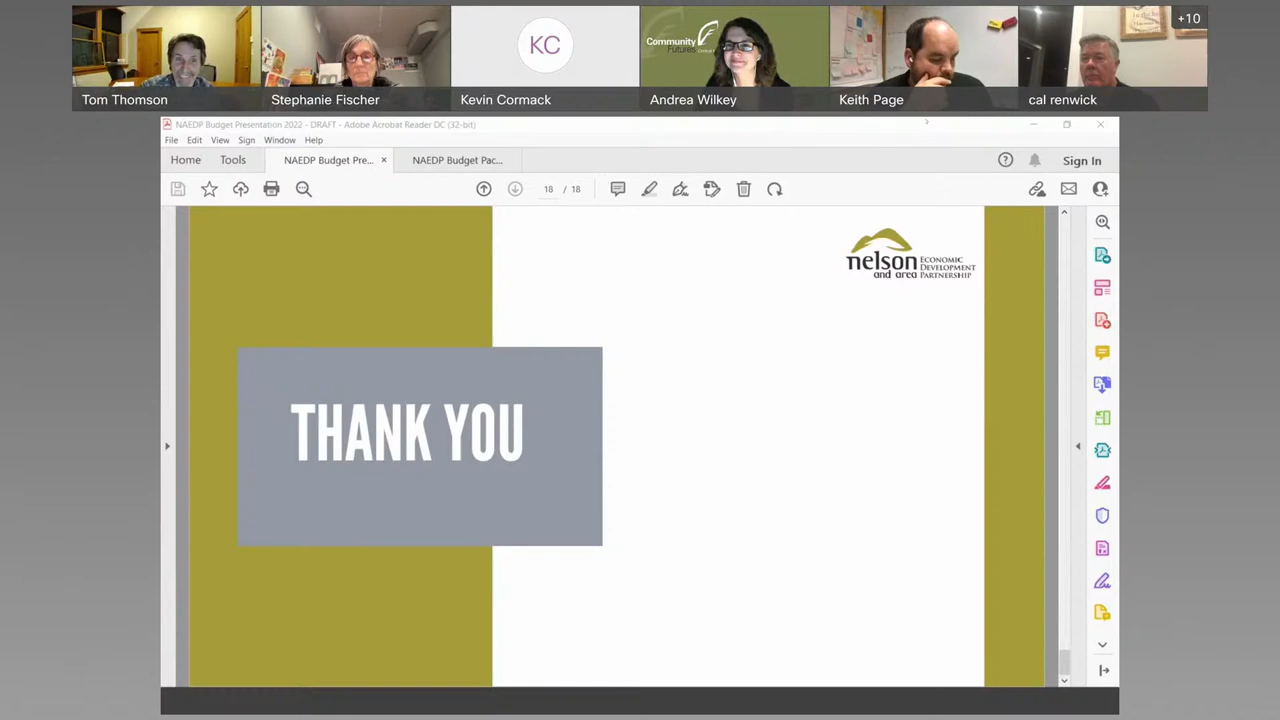 +10
KC
Community
Futures
Tom Thomson
Stephanie Fischer
Kevin Cormack
Andrea Wilkey
Keith Page
cal renwick
NAEDP Budget Presentation 2022 - DRAFT - Adobe Acrobat Reader DC (32-bit)
File Edit View Sign Window Help
Home Tools NAEDP Budget Pre... × NAEDP Budget Pac... Sign In
18 / 18
nelson
and area
ECONOMIC
DEVELOPMENT
PARTNERSHIP
THANK YOU